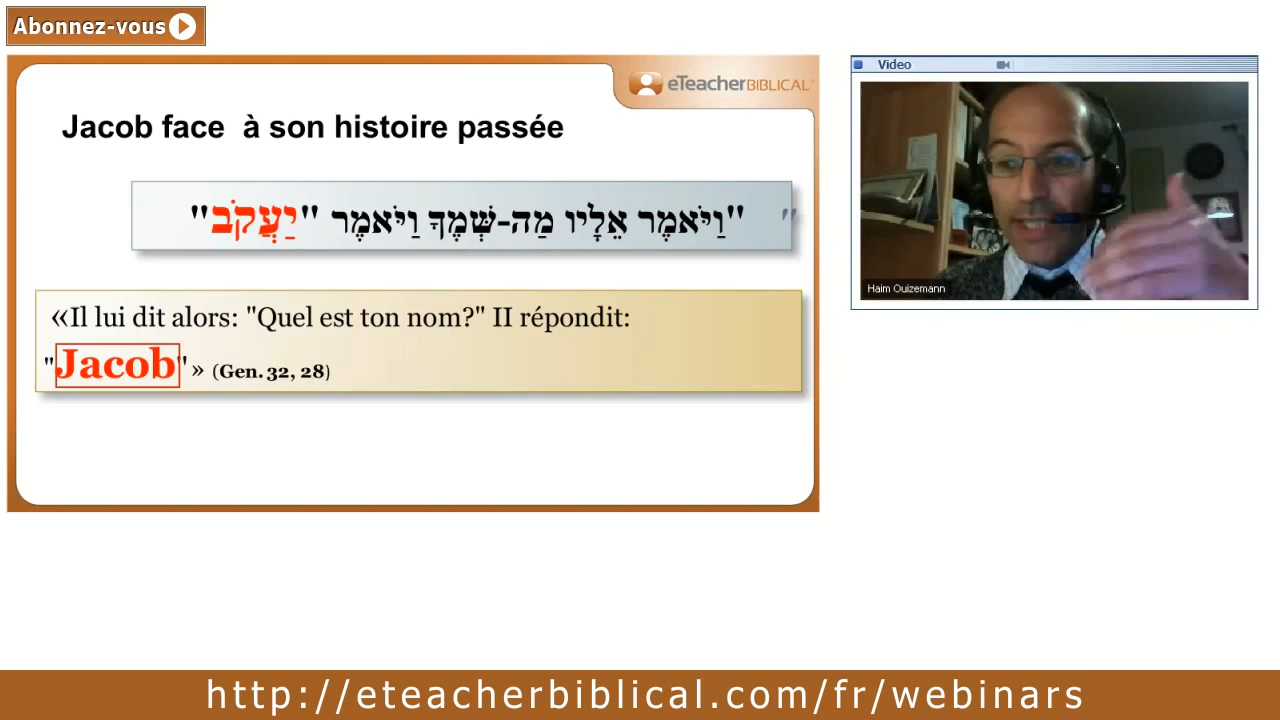 Abonnez-vous
eTeacherBIBLICAL
Video
Jacob face à son histoire passée
"וַיֹּאמֶר אֵלָיו מַה-שְּׁמֶךָ וַיֹּאמֶר "יַעֲקֹב"
"
«Il lui dit alors: "Quel est ton nom?" II répondit:
"Jacob"» (Gen. 32, 28)
Haim Ouizemann
http://eteacherbiblical.com/fr/webinars